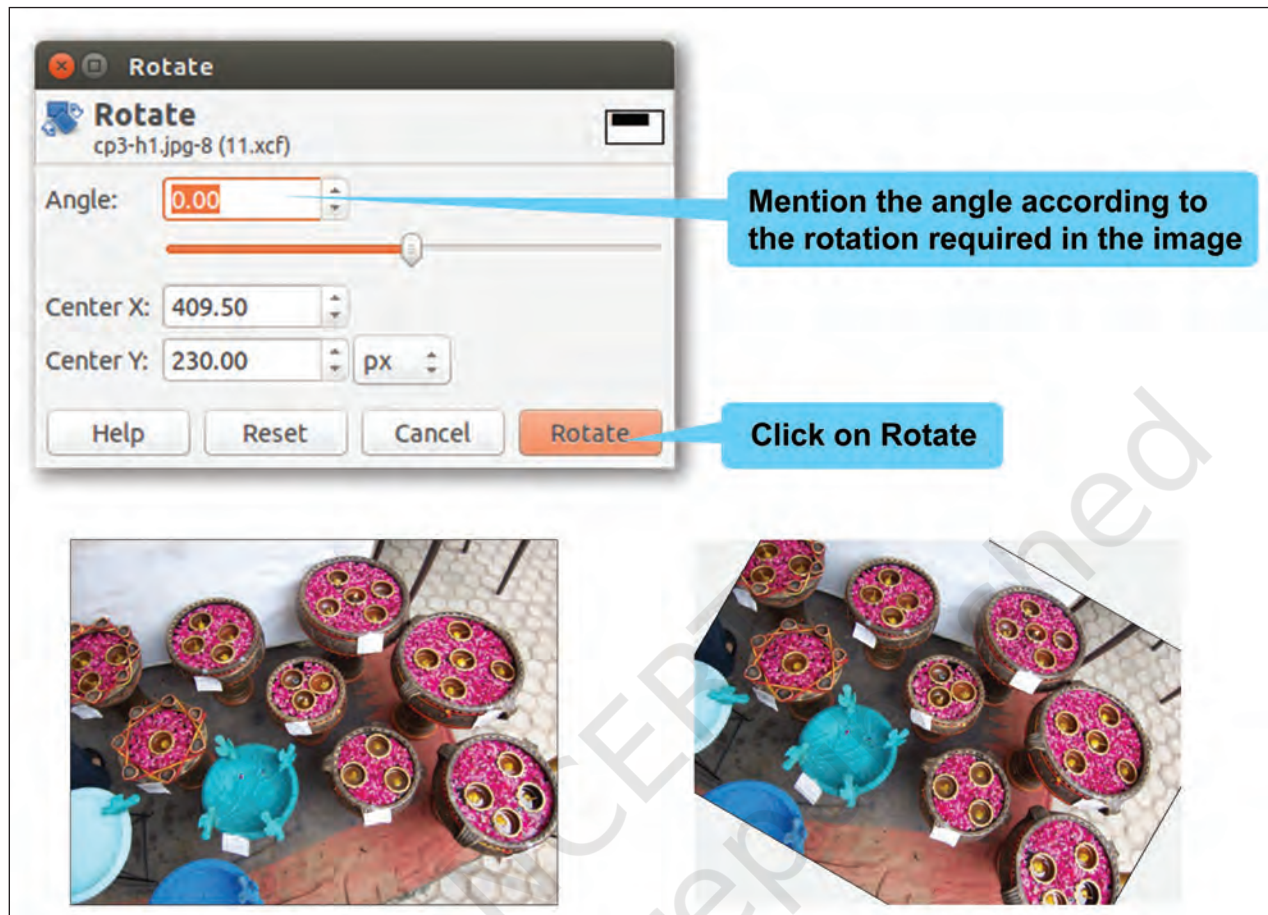 Rotate
Rotate
cp3-h1.jpg-8 (11.xcf)
Angle:
0.00
Mention the angle according to
the rotation required in the image
Center X:
409.50
Center Y:
230.00
px
Help
Reset
Cancel
Rotate
Click on Rotate